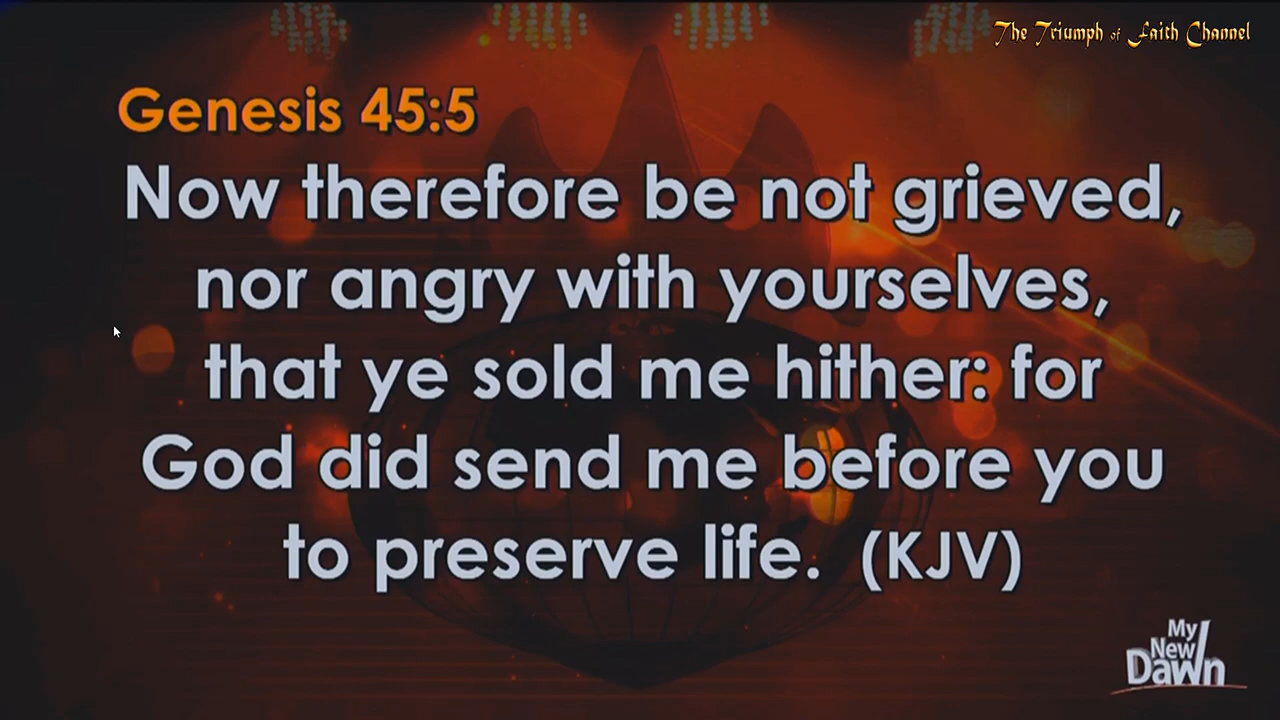 The Triumph of Faith Channel
Genesis 45:5
Now therefore be not grieved,
nor angry with yourselves,
that ye sold me hither: for
God did send me before you
to preserve life. (KJV)
My
New
Dawn